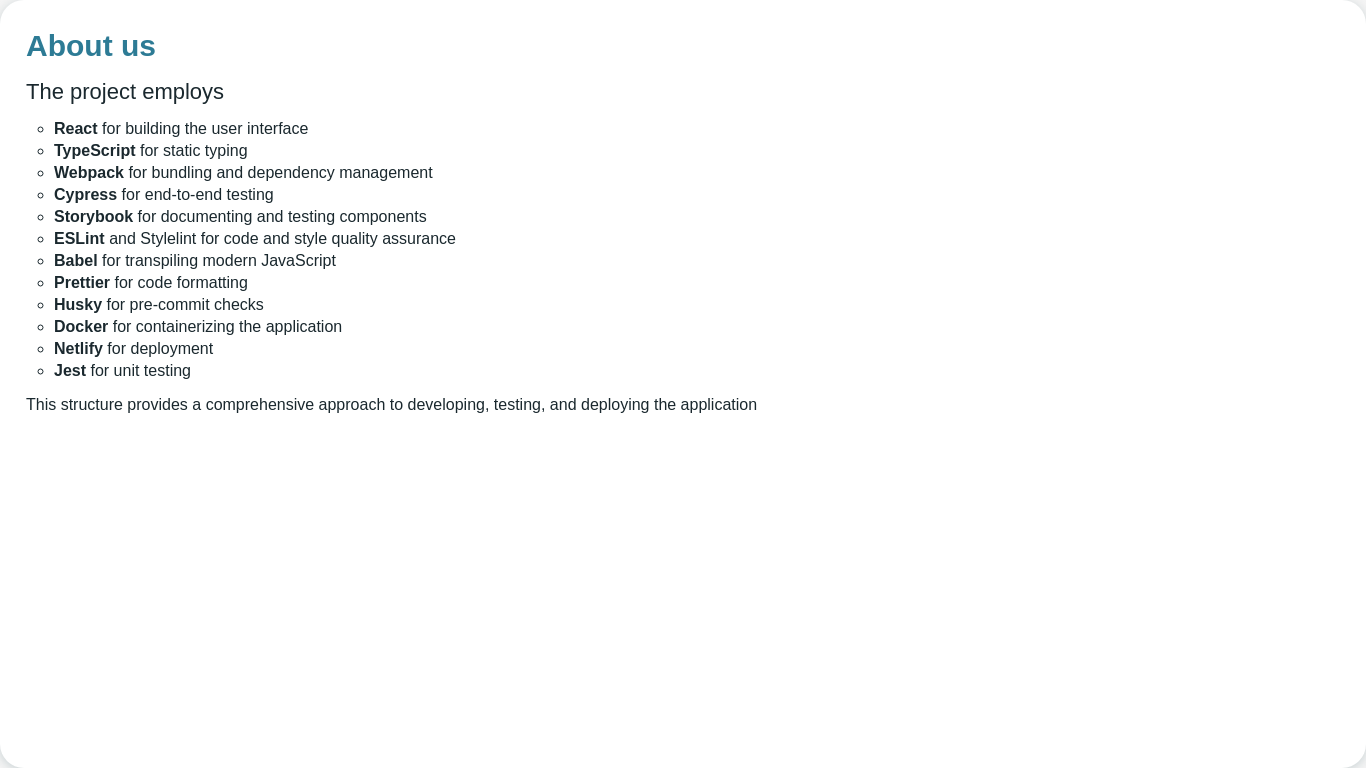 About us
The project employs
React for building the user interface
TypeScript for static typing
Webpack for bundling and dependency management
Cypress for end-to-end testing
Storybook for documenting and testing components
ESLint and Stylelint for code and style quality assurance
Babel for transpiling modern JavaScript
Prettier for code formatting
Husky for pre-commit checks
Docker for containerizing the application
Netlify for deployment
Jest for unit testing
This structure provides a comprehensive approach to developing, testing, and deploying the application